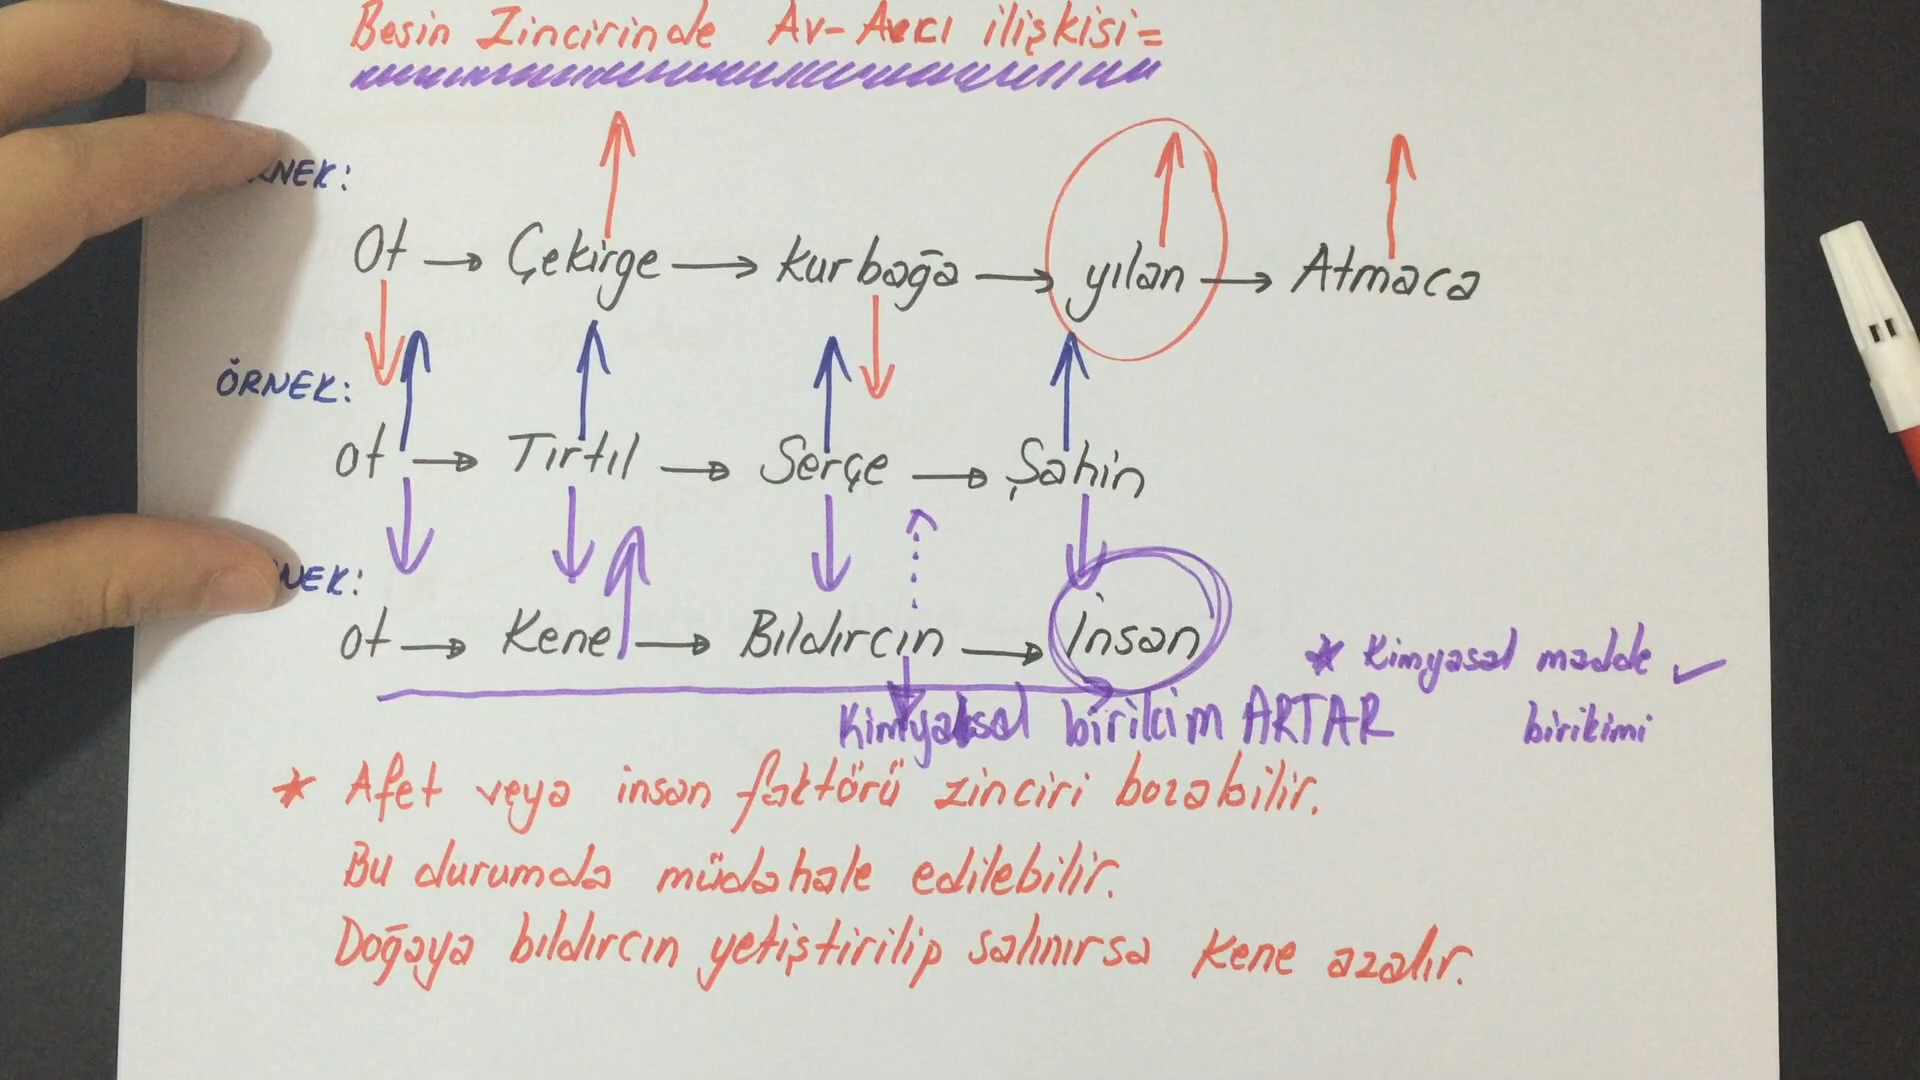 Besin Zincirinde Av-Avcı ilişkisi=
NEK:
Ot → Çekirge → kurbağa → yılan → Atmaca
ÖRNEK:
ot → Tırtıl → Serçe → Şahin
NEK:
ot → Kene → Bıldırcın → İnsan
* Kimyasal madde ✓
birikimi
Kimyasal birikim ARTAR
* Afet veya insan faktörü zinciri bozabilir.
Bu durumda müdahale edilebilir.
Doğaya bıldırcın yetiştirilip salınırsa Kene azalır.